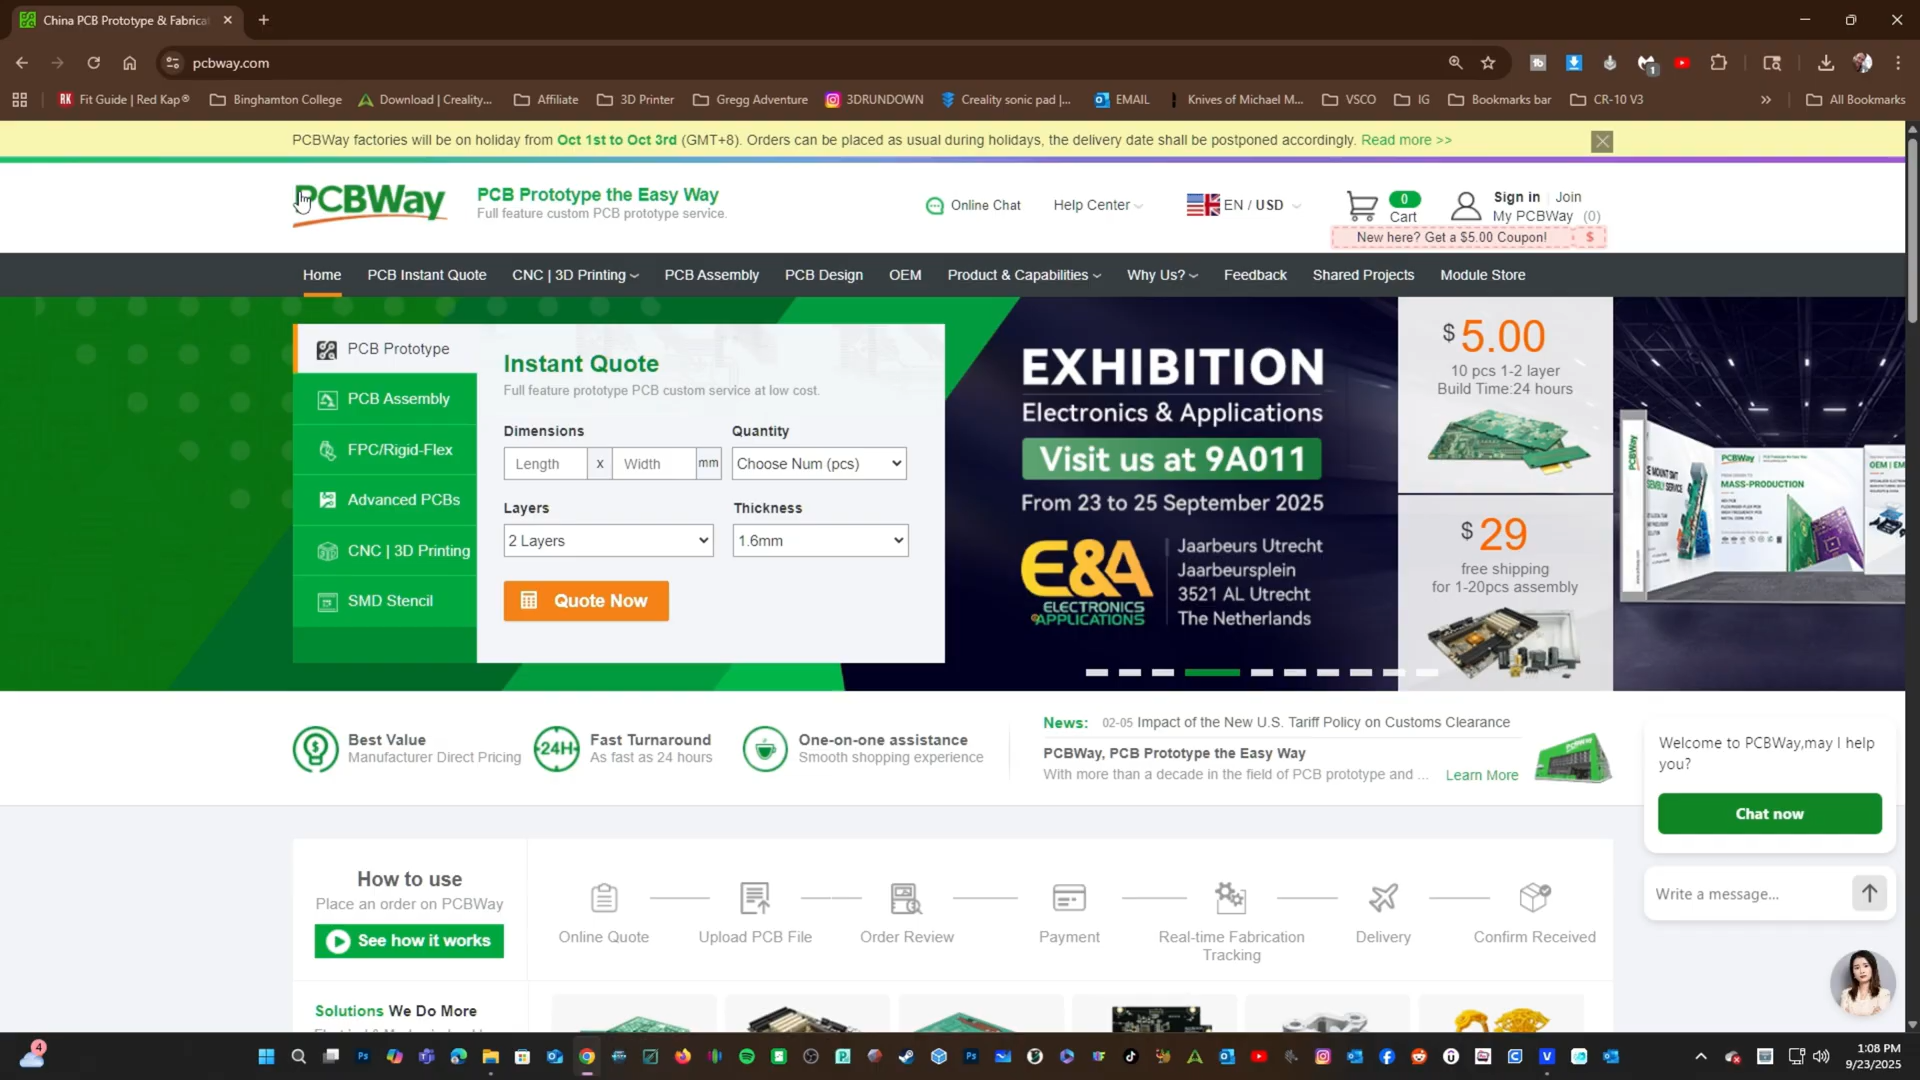 China PCB Prototype & Fabrica
pcbway.com
Fit Guide | Red Kap®
Binghamton College
Download | Creality...
Affiliate
3D Printer
Gregg Adventure
3DRUNDOWN
Creality sonic pad |...
EMAIL
Knives of Michael M...
VSCO
IG
Bookmarks bar
CR-10 V3
»
All Bookmarks
PCBWay factories will be on holiday from Oct 1st to Oct 3rd (GMT+8). Orders can be placed as usual during holidays, the delivery date shall be postponed accordingly. Read more >>
PCBWay
PCB Prototype the Easy Way
Full feature custom PCB prototype service.
Online Chat
Help Center
EN / USD
0
Cart
Sign in | Join
My PCBWay (0)
New here? Get a $5.00 Coupon! $
Home
PCB Instant Quote
CNC | 3D Printing
PCB Assembly
PCB Design
OEM
Product & Capabilities
Why Us?
Feedback
Shared Projects
Module Store
PCB Prototype
PCB Assembly
FPC/Rigid-Flex
Advanced PCBs
CNC | 3D Printing
SMD Stencil
Instant Quote
Full feature prototype PCB custom service at low cost.
Dimensions
Quantity
Length x Width mm
Choose Num (pcs)
Layers
Thickness
2 Layers
1.6mm
Quote Now
EXHIBITION
Electronics & Applications
Visit us at 9A011
From 23 to 25 September 2025
E&A
ELECTRONICS
&APPLICATIONS
Jaarbeurs Utrecht
Jaarbeursplein
3521 AL Utrecht
The Netherlands
$ 5.00
10 pcs 1-2 layer
Build Time:24 hours
$ 29
free shipping
for 1-20pcs assembly
PCBWay
PCBWay
MASS-PRODUCTION
Best Value
Manufacturer Direct Pricing
24H
Fast Turnaround
As fast as 24 hours
One-on-one assistance
Smooth shopping experience
News: 02-05 Impact of the New U.S. Tariff Policy on Customs Clearance
PCBWay, PCB Prototype the Easy Way
With more than a decade in the field of PCB prototype and ... Learn More
Welcome to PCBWay,may I help
you?
Chat now
Write a message...
How to use
Place an order on PCBWay
See how it works
Online Quote
Upload PCB File
Order Review
Payment
Real-time Fabrication
Tracking
Delivery
Confirm Received
Solutions We Do More
4
1:08 PM
9/23/2025